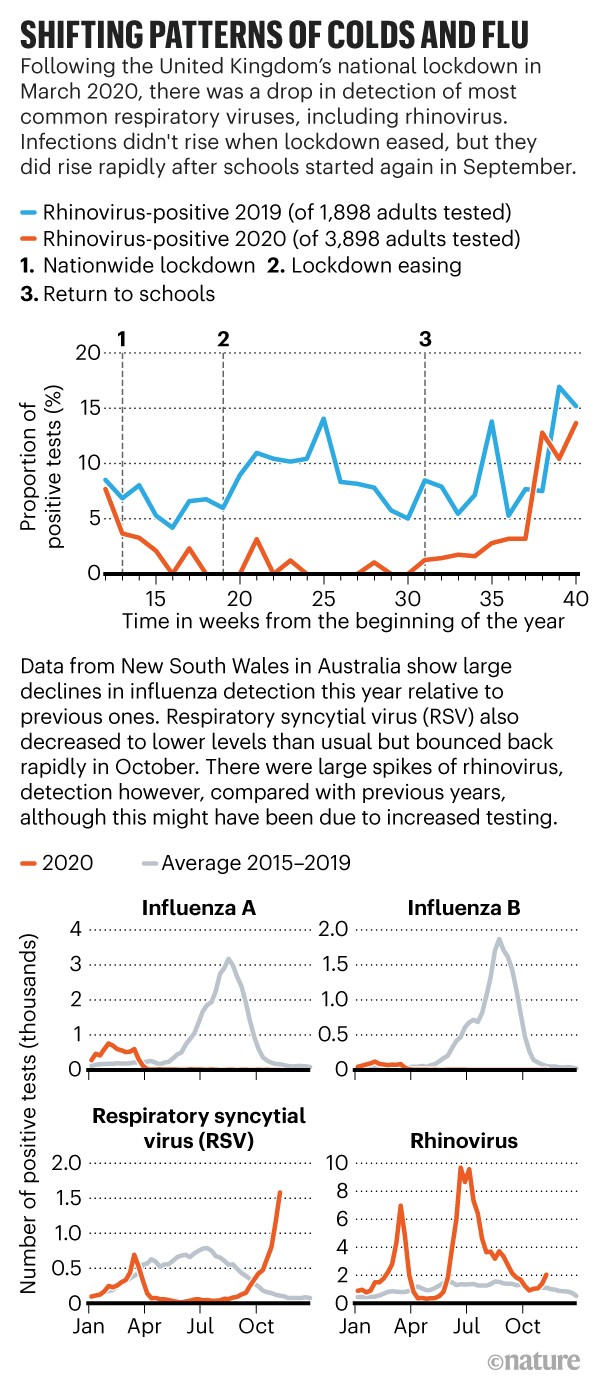 SHIFTING PATTERNS OF COLDS AND FLU
Following the United Kingdom’s national lockdown in
March 2020, there was a drop in detection of most
common respiratory viruses, including rhinovirus.
Infections didn't rise when lockdown eased, but they
did rise rapidly after schools started again in September.
Rhinovirus-positive 2019 (of 1,898 adults tested)
Rhinovirus-positive 2020 (of 3,898 adults tested)
1. Nationwide lockdown 2. Lockdown easing
3. Return to schools
1 2 3
Proportion of
positive tests (%)
20
15
10
5
0
15 20 25 30 35 40
Time in weeks from the beginning of the year
Data from New South Wales in Australia show large
declines in influenza detection this year relative to
previous ones. Respiratory syncytial virus (RSV) also
decreased to lower levels than usual but bounced back
rapidly in October. There were large spikes of rhinovirus,
detection however, compared with previous years,
although this might have been due to increased testing.
2020 Average 2015–2019
Number of positive tests (thousands)
Influenza A
4
3
2
1
0
Influenza B
2.0
1.5
1.0
0.5
0
Respiratory syncytial
virus (RSV)
2.0
1.5
1.0
0.5
0
Jan Apr Jul Oct
Rhinovirus
10
8
6
4
2
0
Jan Apr Jul Oct
©nature